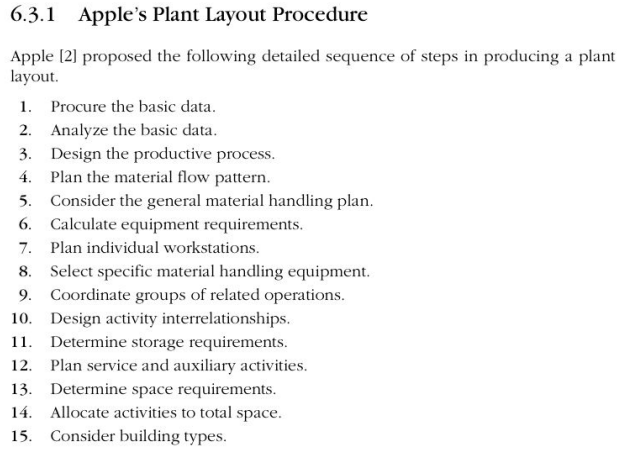 6.3.1 Apple's Plant Layout Procedure
Apple [2] proposed the following detailed sequence of steps in producing a plant
layout.
1. Procure the basic data.
2. Analyze the basic data.
3. Design the productive process.
4. Plan the material flow pattern.
5. Consider the general material handling plan.
6. Calculate equipment requirements.
7. Plan individual workstations.
8. Select specific material handling equipment.
9. Coordinate groups of related operations.
10. Design activity interrelationships.
11. Determine storage requirements.
12. Plan service and auxiliary activities.
13. Determine space requirements.
14. Allocate activities to total space.
15. Consider building types.